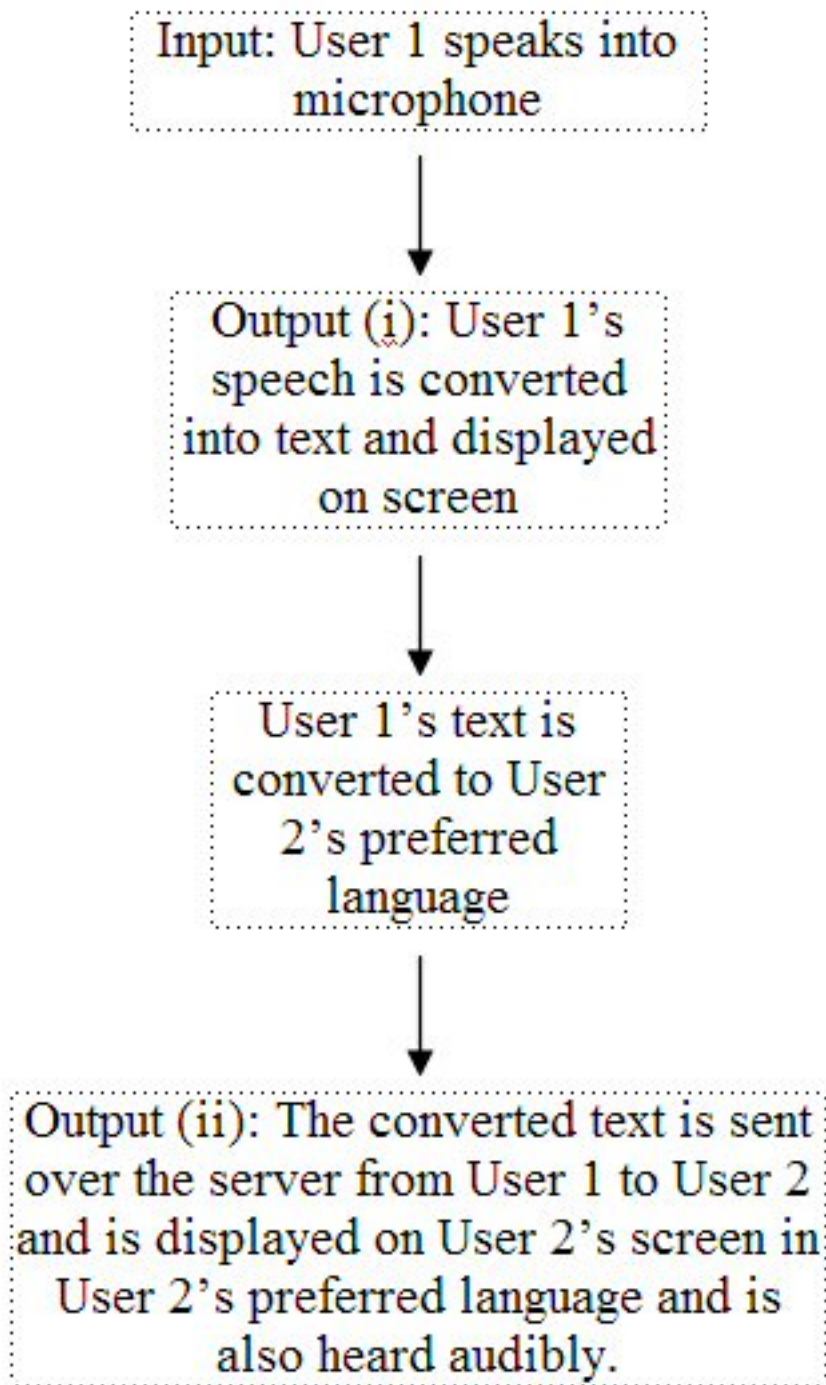 Input: User 1 speaks into
microphone
Output (i): User 1’s
speech is converted
into text and displayed
on screen
User 1’s text is
converted to User
2’s preferred
language
Output (ii): The converted text is sent
over the server from User 1 to User 2
and is displayed on User 2’s screen in
User 2’s preferred language and is
also heard audibly.